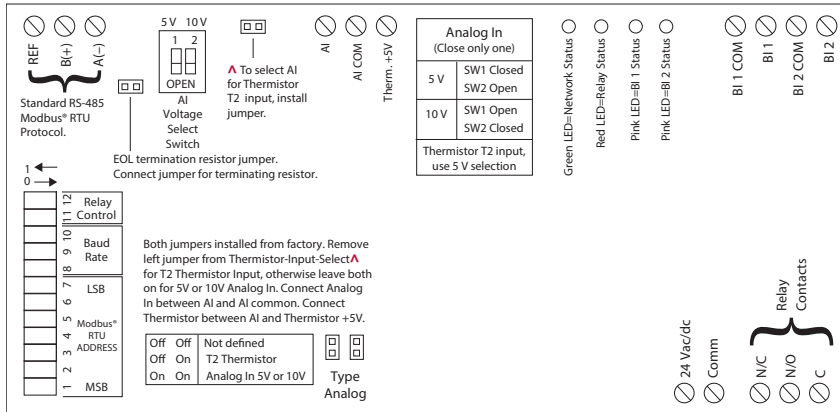 REF
B(+)
A(−)
Standard RS-485
Modbus® RTU
Protocol.
5 V 10 V
1 2
OPEN
AI
Voltage
Select
Switch
EOL termination resistor jumper.
Connect jumper for terminating resistor.
Λ To select AI
for Thermistor
T2 input, install
jumper.
AI
AI COM
Therm. +5V
Analog In
(Close only one)
5 V
SW1 Closed
SW2 Open
10 V
SW1 Open
SW2 Closed
Thermistor T2 input,
use 5 V selection
Green LED=Network Status
Red LED=Relay Status
Pink LED=BI 1 Status
Pink LED=BI 2 Status
BI 1 COM
BI 1
BI 2 COM
BI 2
1
0
12
11
Relay
Control
10
9
8
Baud
Rate
7
6
5
4
3
2
1
LSB
Modbus®
RTU
ADDRESS
MSB
Both jumpers installed from factory. Remove
left jumper from Thermistor-Input-SelectΛ
for T2 Thermistor Input, otherwise leave both
on for 5V or 10V Analog In. Connect Analog
In between AI and AI common. Connect
Thermistor between AI and Thermistor +5V.
Off Off Not defined
Off On T2 Thermistor
On On Analog In 5V or 10V
Type
Analog
24 Vac/dc
Comm
Relay
Contacts
N/C
N/O
C